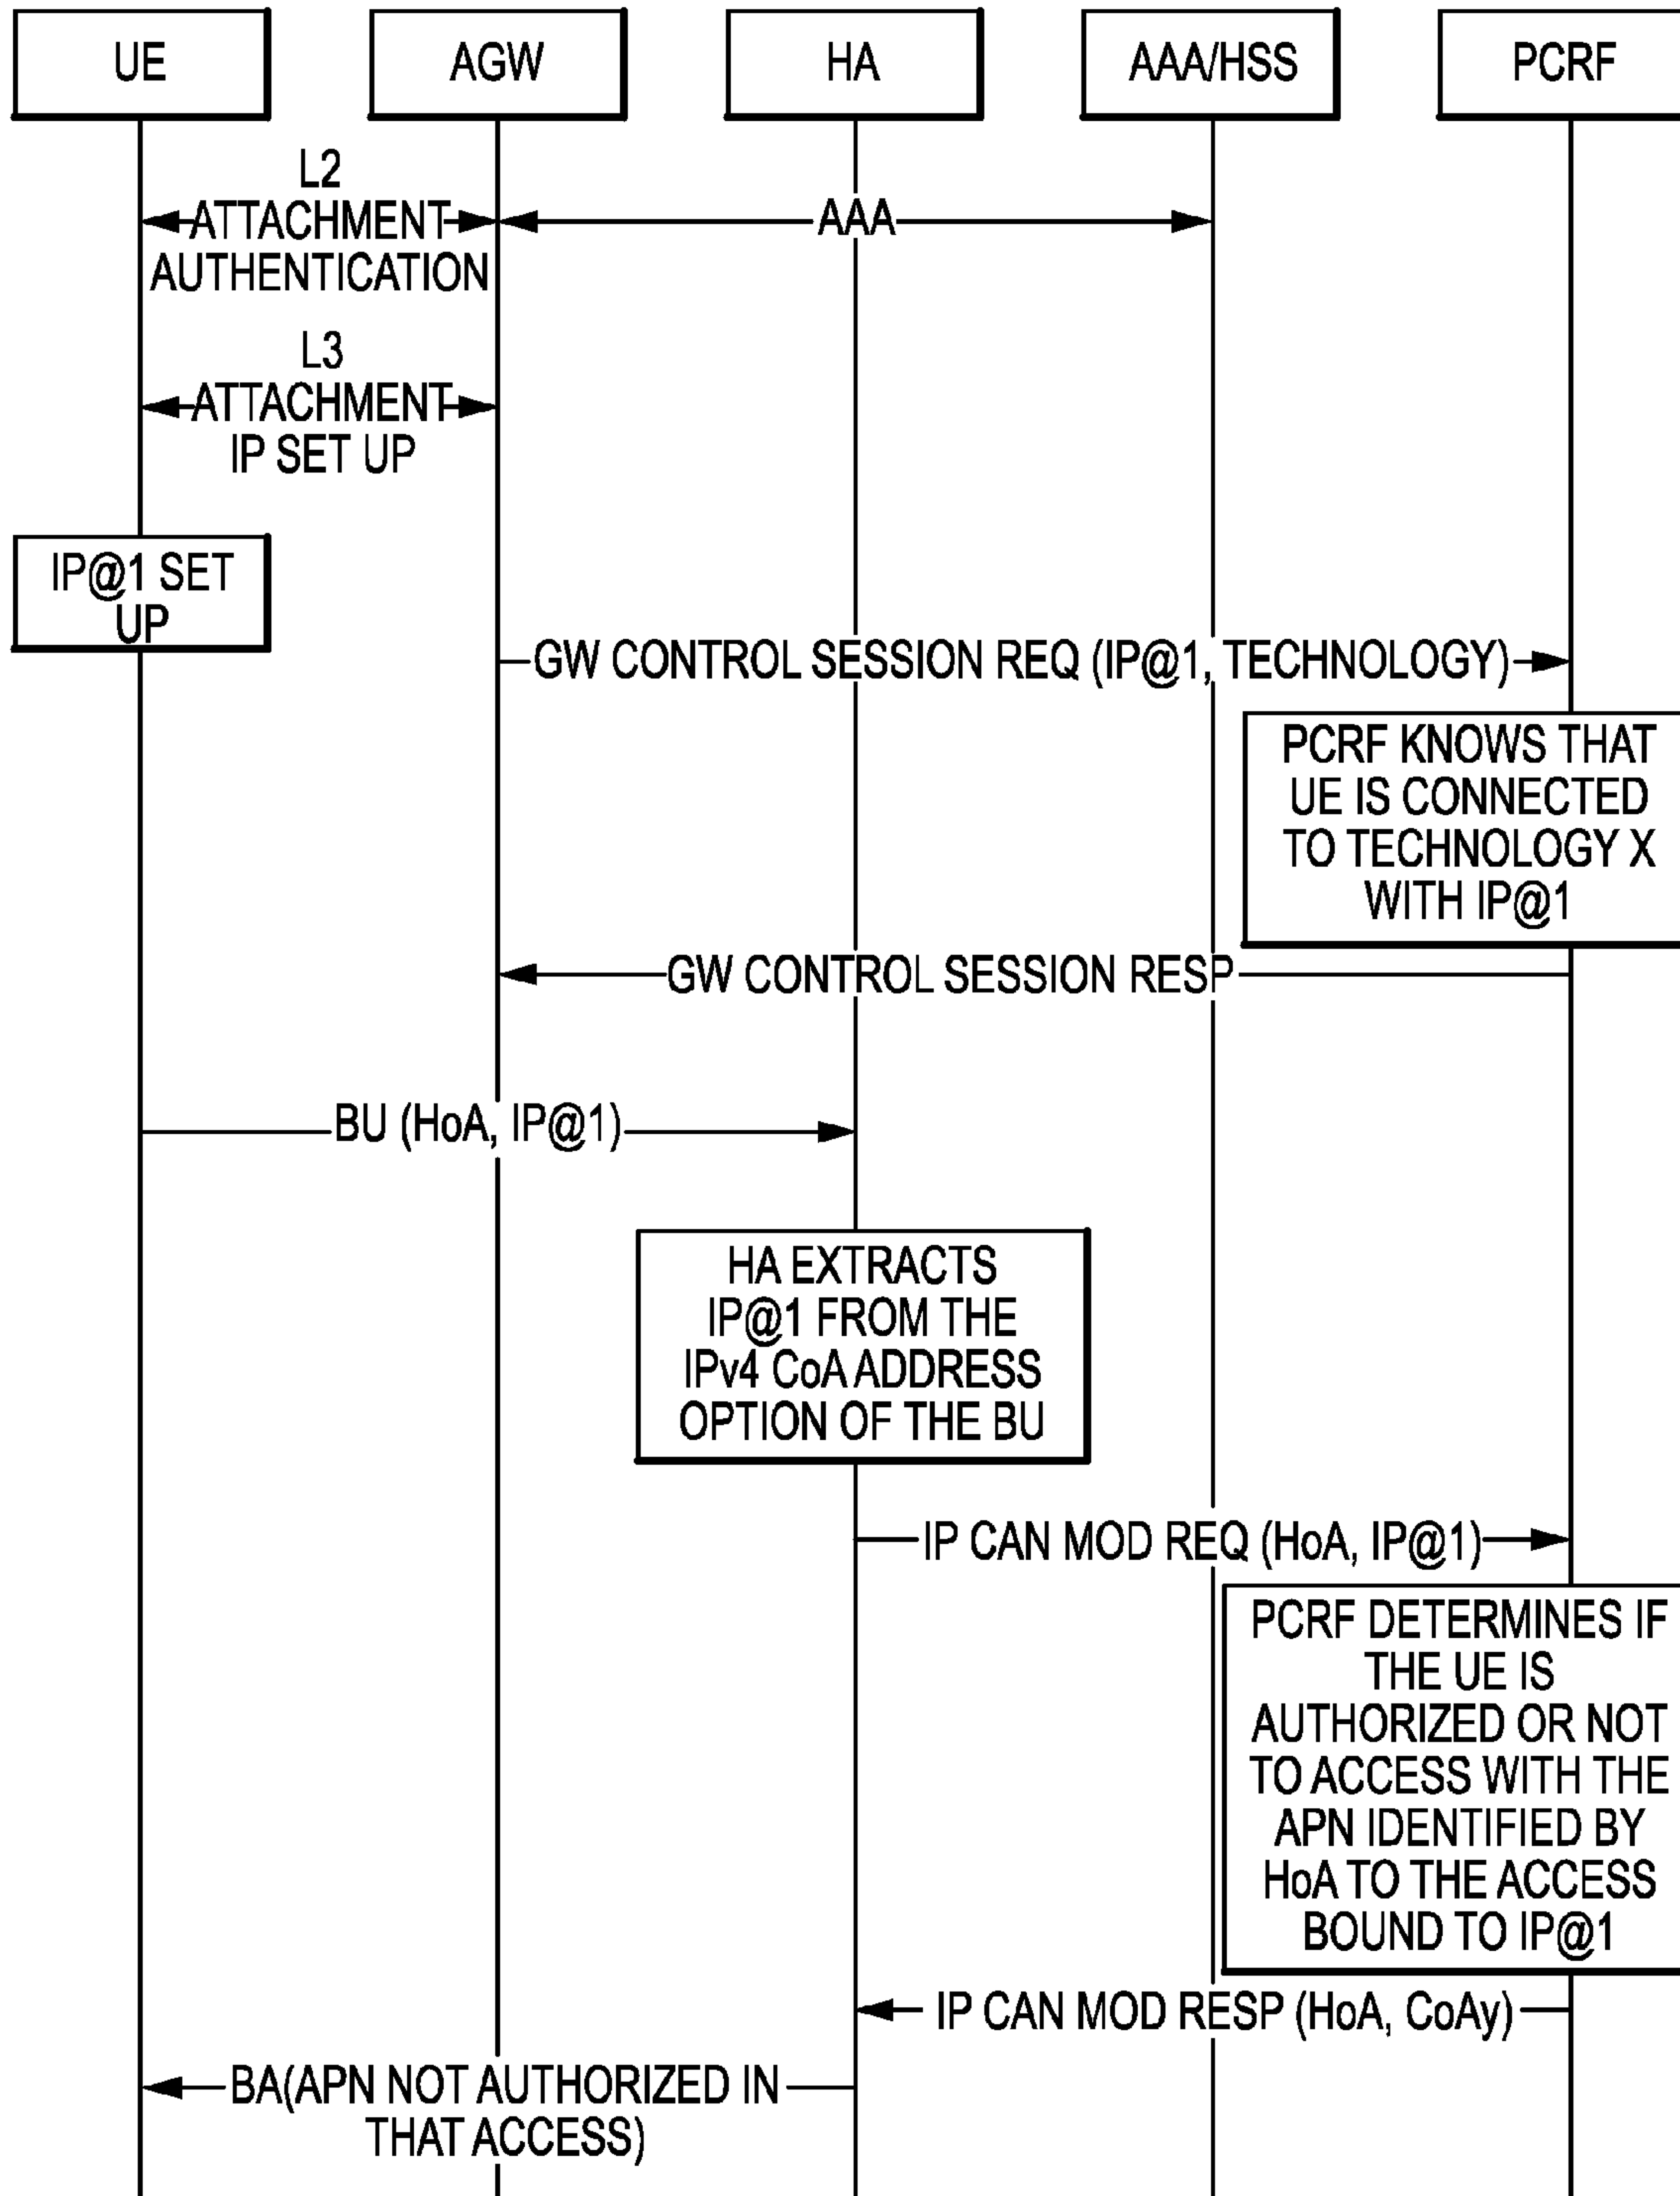 UE
AGW
HA
AAA/HSS
PCRF
L2
ATTACHMENT
AUTHENTICATION
AAA
L3
ATTACHMENT
IP SET UP
IP@1 SET
UP
GW CONTROL SESSION REQ (IP@1, TECHNOLOGY)
PCRF KNOWS THAT
UE IS CONNECTED
TO TECHNOLOGY X
WITH IP@1
GW CONTROL SESSION RESP
BU (HoA, IP@1)
HA EXTRACTS
IP@1 FROM THE
IPv4 CoA ADDRESS
OPTION OF THE BU
IP CAN MOD REQ (HoA, IP@1)
PCRF DETERMINES IF
THE UE IS
AUTHORIZED OR NOT
TO ACCESS WITH THE
APN IDENTIFIED BY
HoA TO THE ACCESS
BOUND TO IP@1
IP CAN MOD RESP (HoA, CoAy)
BA(APN NOT AUTHORIZED IN
THAT ACCESS)